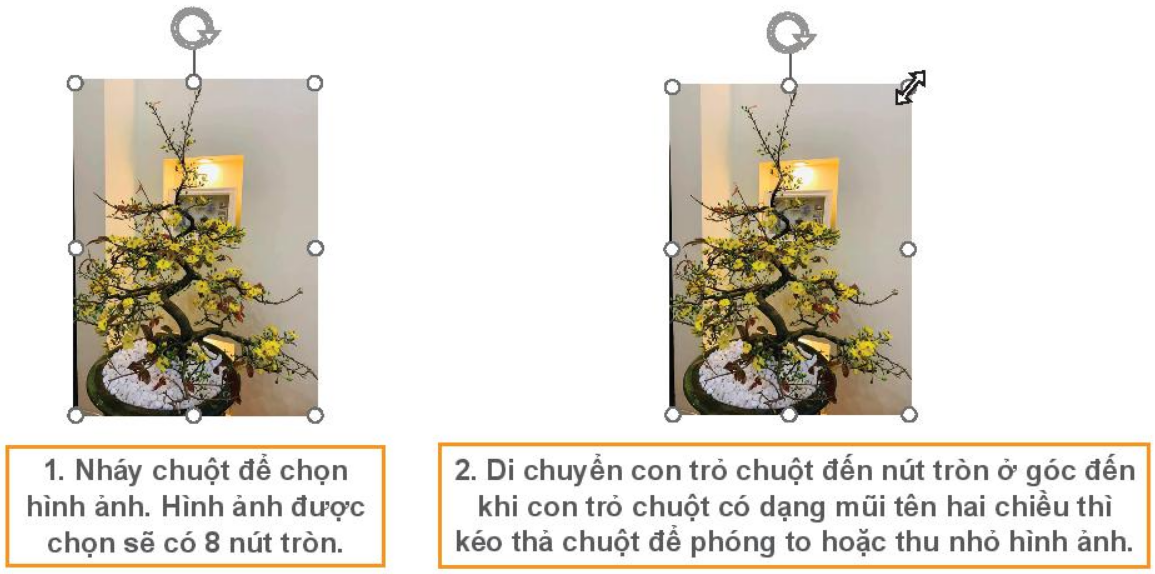 1. Nháy chuột để chọn
hình ảnh. Hình ảnh được
chọn sẽ có 8 nút tròn.
2. Di chuyển con trỏ chuột đến nút tròn ở góc đến
khi con trỏ chuột có dạng mũi tên hai chiều thì
kéo thả chuột để phóng to hoặc thu nhỏ hình ảnh.